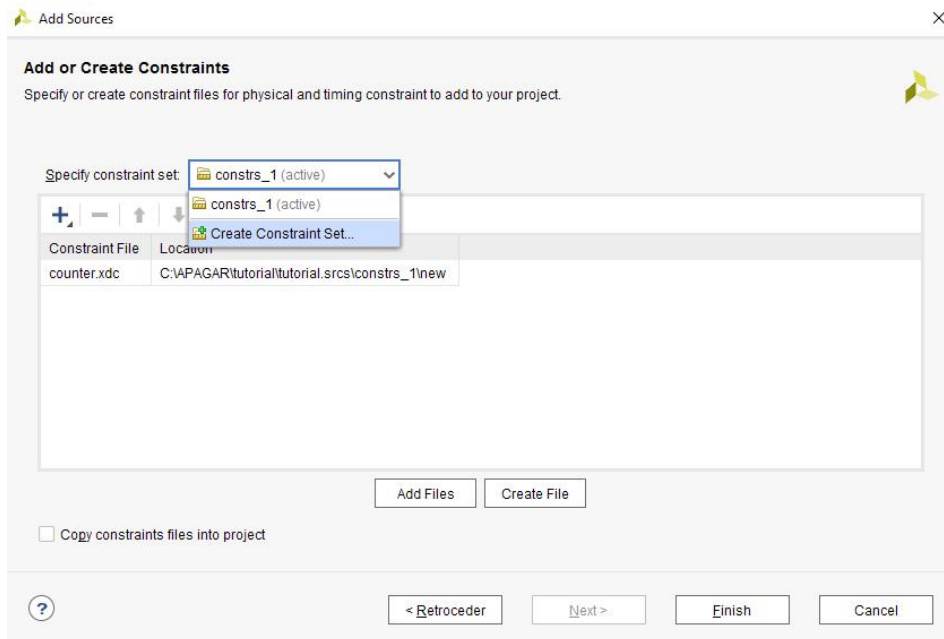 Add Sources
Add or Create Constraints
Specify or create constraint files for physical and timing constraint to add to your project.
Specify constraint set: constrs_1 (active)
constrs_1 (active)
Create Constraint Set...
Constraint File Location
counter.xdc C:\APAGAR\tutorial\tutorial.srcs\constrs_1\new
Add Files Create File
Copy constraints files into project
? < Retroceder Next > Finish Cancel